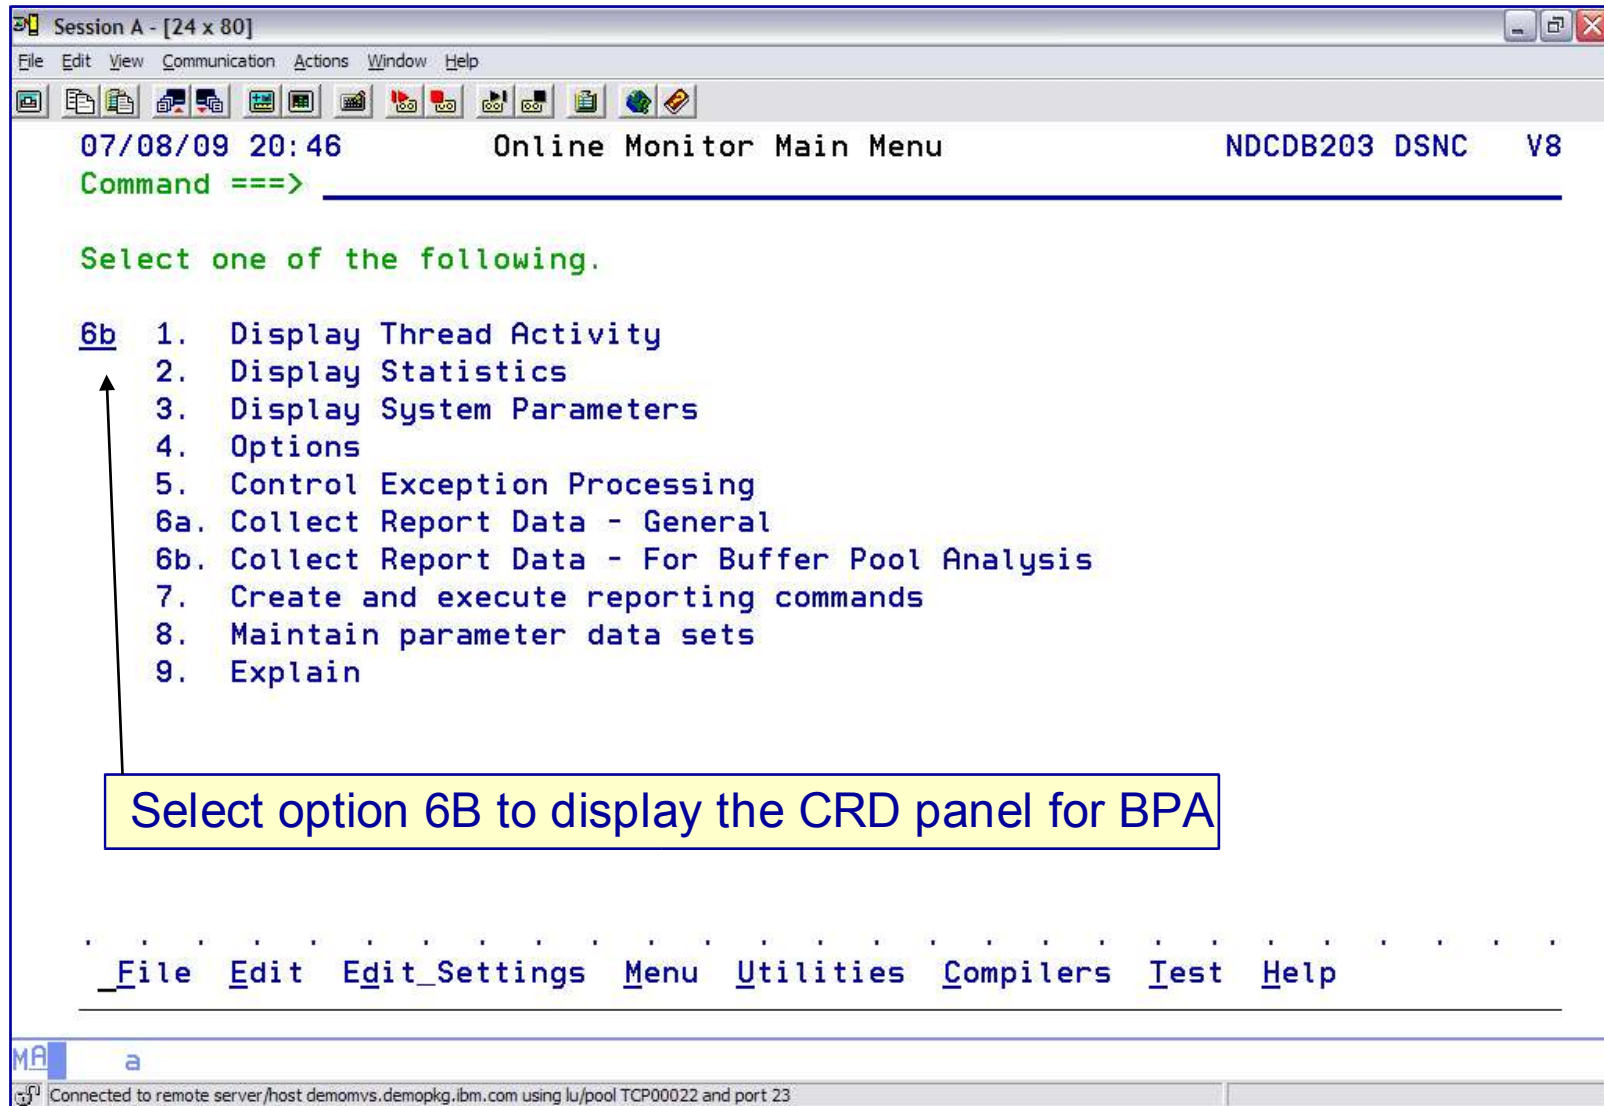 Session A - [24 x 80]
File Edit View Communication Actions Window Help
07/08/09 20:46 Online Monitor Main Menu NDCDB203 DSNC V8
Command ===>
Select one of the following.
6b 1. Display Thread Activity
2. Display Statistics
3. Display System Parameters
4. Options
5. Control Exception Processing
6a. Collect Report Data - General
6b. Collect Report Data - For Buffer Pool Analysis
7. Create and execute reporting commands
8. Maintain parameter data sets
9. Explain
Select option 6B to display the CRD panel for BPA
. . . . . . . . . . . . . . . . . . . . . . . . . . .
_File Edit Edit_Settings Menu Utilities Compilers Test Help
MA a
Connected to remote server/host demomvs.demopkg.ibm.com using lu/pool TCP00022 and port 23